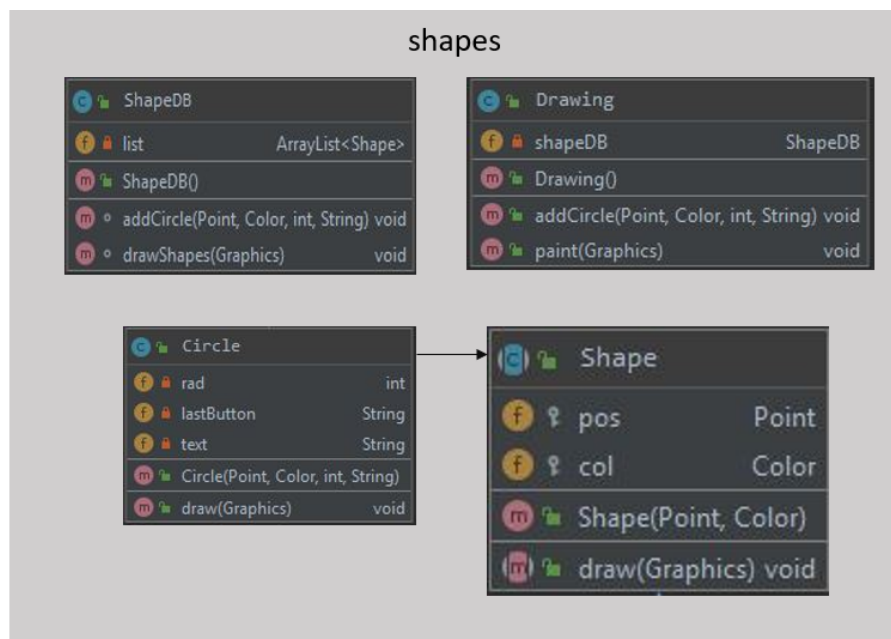 shapes
ShapeDB
list ArrayList<Shape>
ShapeDB()
addCircle(Point, Color, int, String) void
drawShapes(Graphics) void
Drawing
shapeDB ShapeDB
Drawing()
addCircle(Point, Color, int, String) void
paint(Graphics) void
Circle
rad int
lastButton String
text String
Circle(Point, Color, int, String)
draw(Graphics) void
Shape
pos Point
col Color
Shape(Point, Color)
draw(Graphics) void